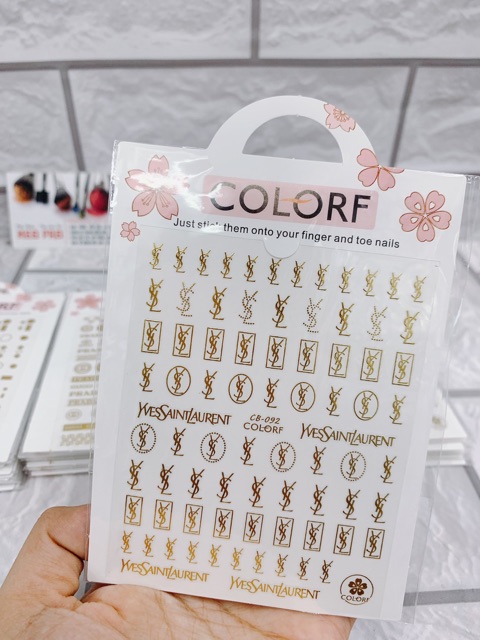 COLORF
Just stick them onto your finger and toe nails
YVESSAINTLAURENT
CB-092
COLORF
YVESSAINTLAURENT
YVESSAINTLAURENT
YVESSAINTLAURENT
COLORF